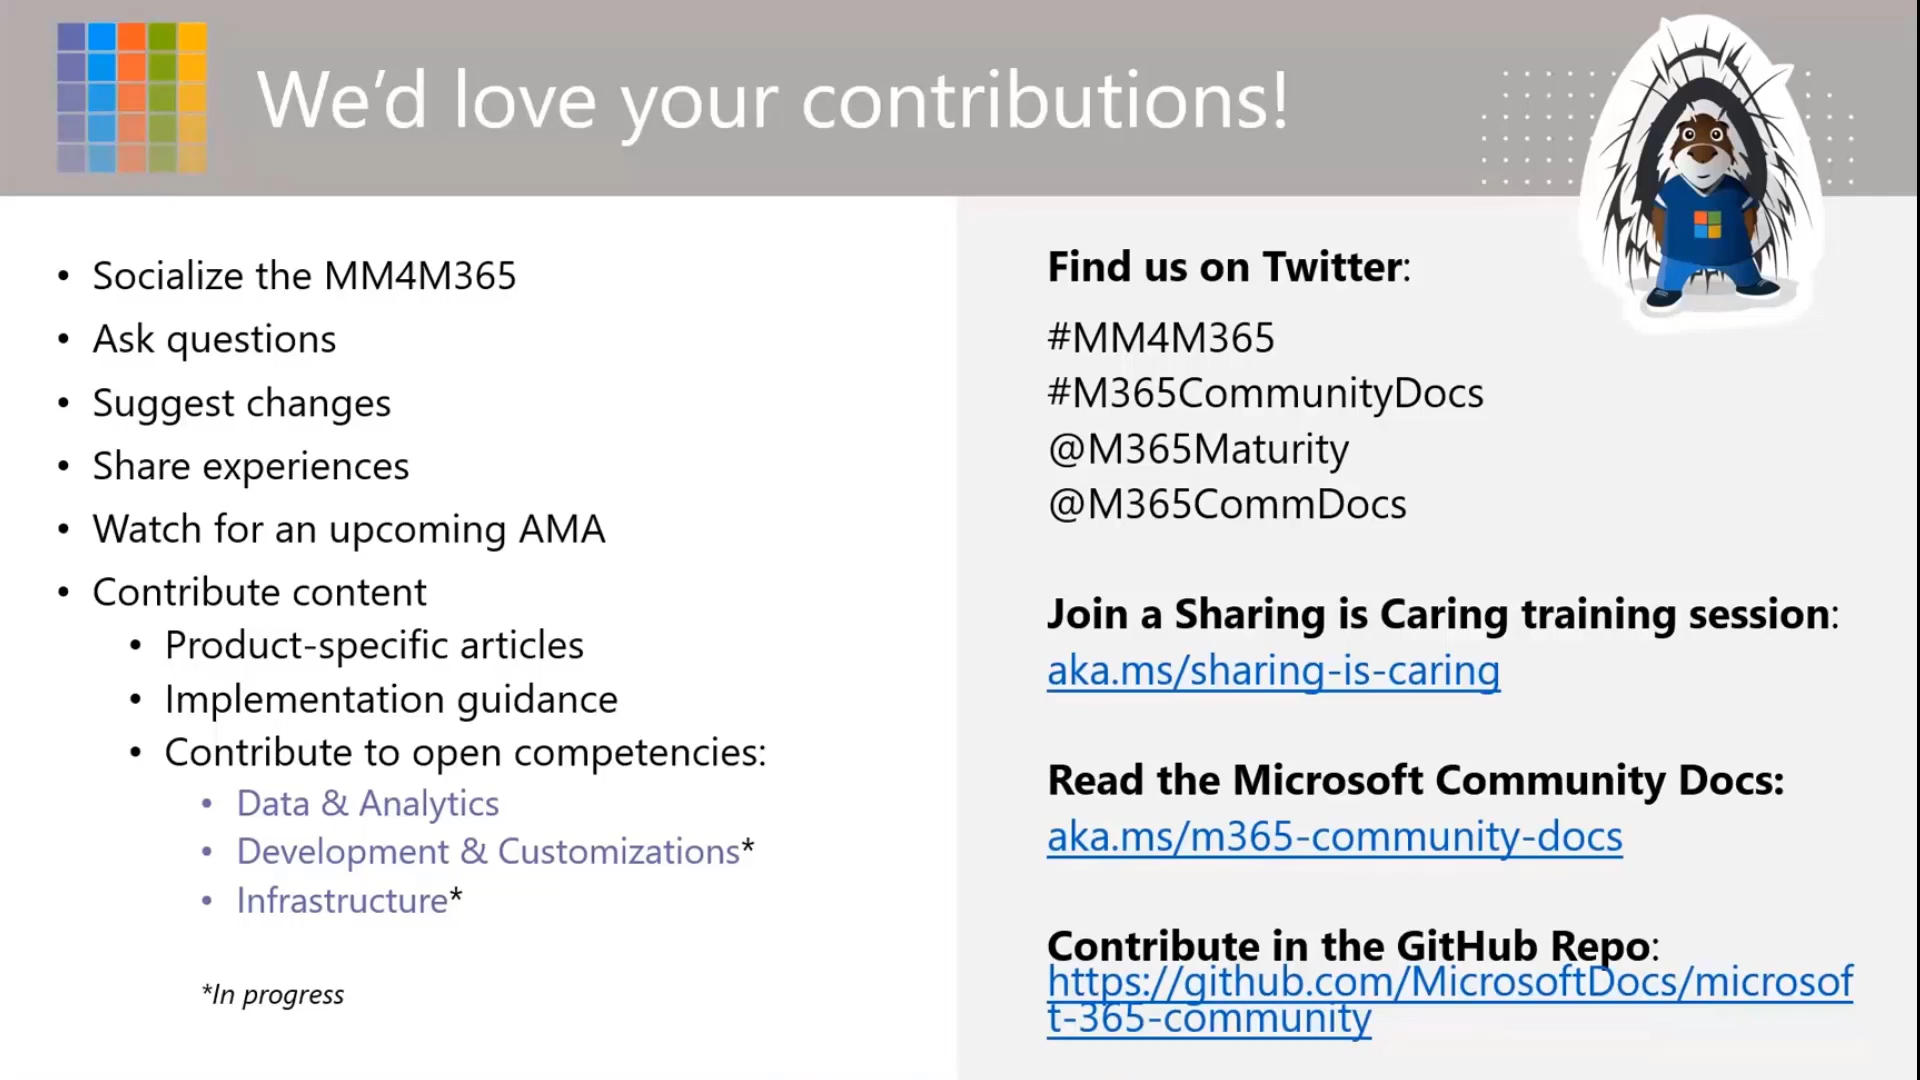 We'd love your contributions!
• Socialize the MM4M365
• Ask questions
• Suggest changes
• Share experiences
• Watch for an upcoming AMA
• Contribute content
• Product-specific articles
• Implementation guidance
• Contribute to open competencies:
• Data & Analytics
• Development & Customizations*
• Infrastructure*
*In progress
Find us on Twitter:
#MM4M365
#M365CommunityDocs
@M365Maturity
@M365CommDocs
Join a Sharing is Caring training session:
aka.ms/sharing-is-caring
Read the Microsoft Community Docs:
aka.ms/m365-community-docs
Contribute in the GitHub Repo:
https://github.com/MicrosoftDocs/microsof
t-365-community